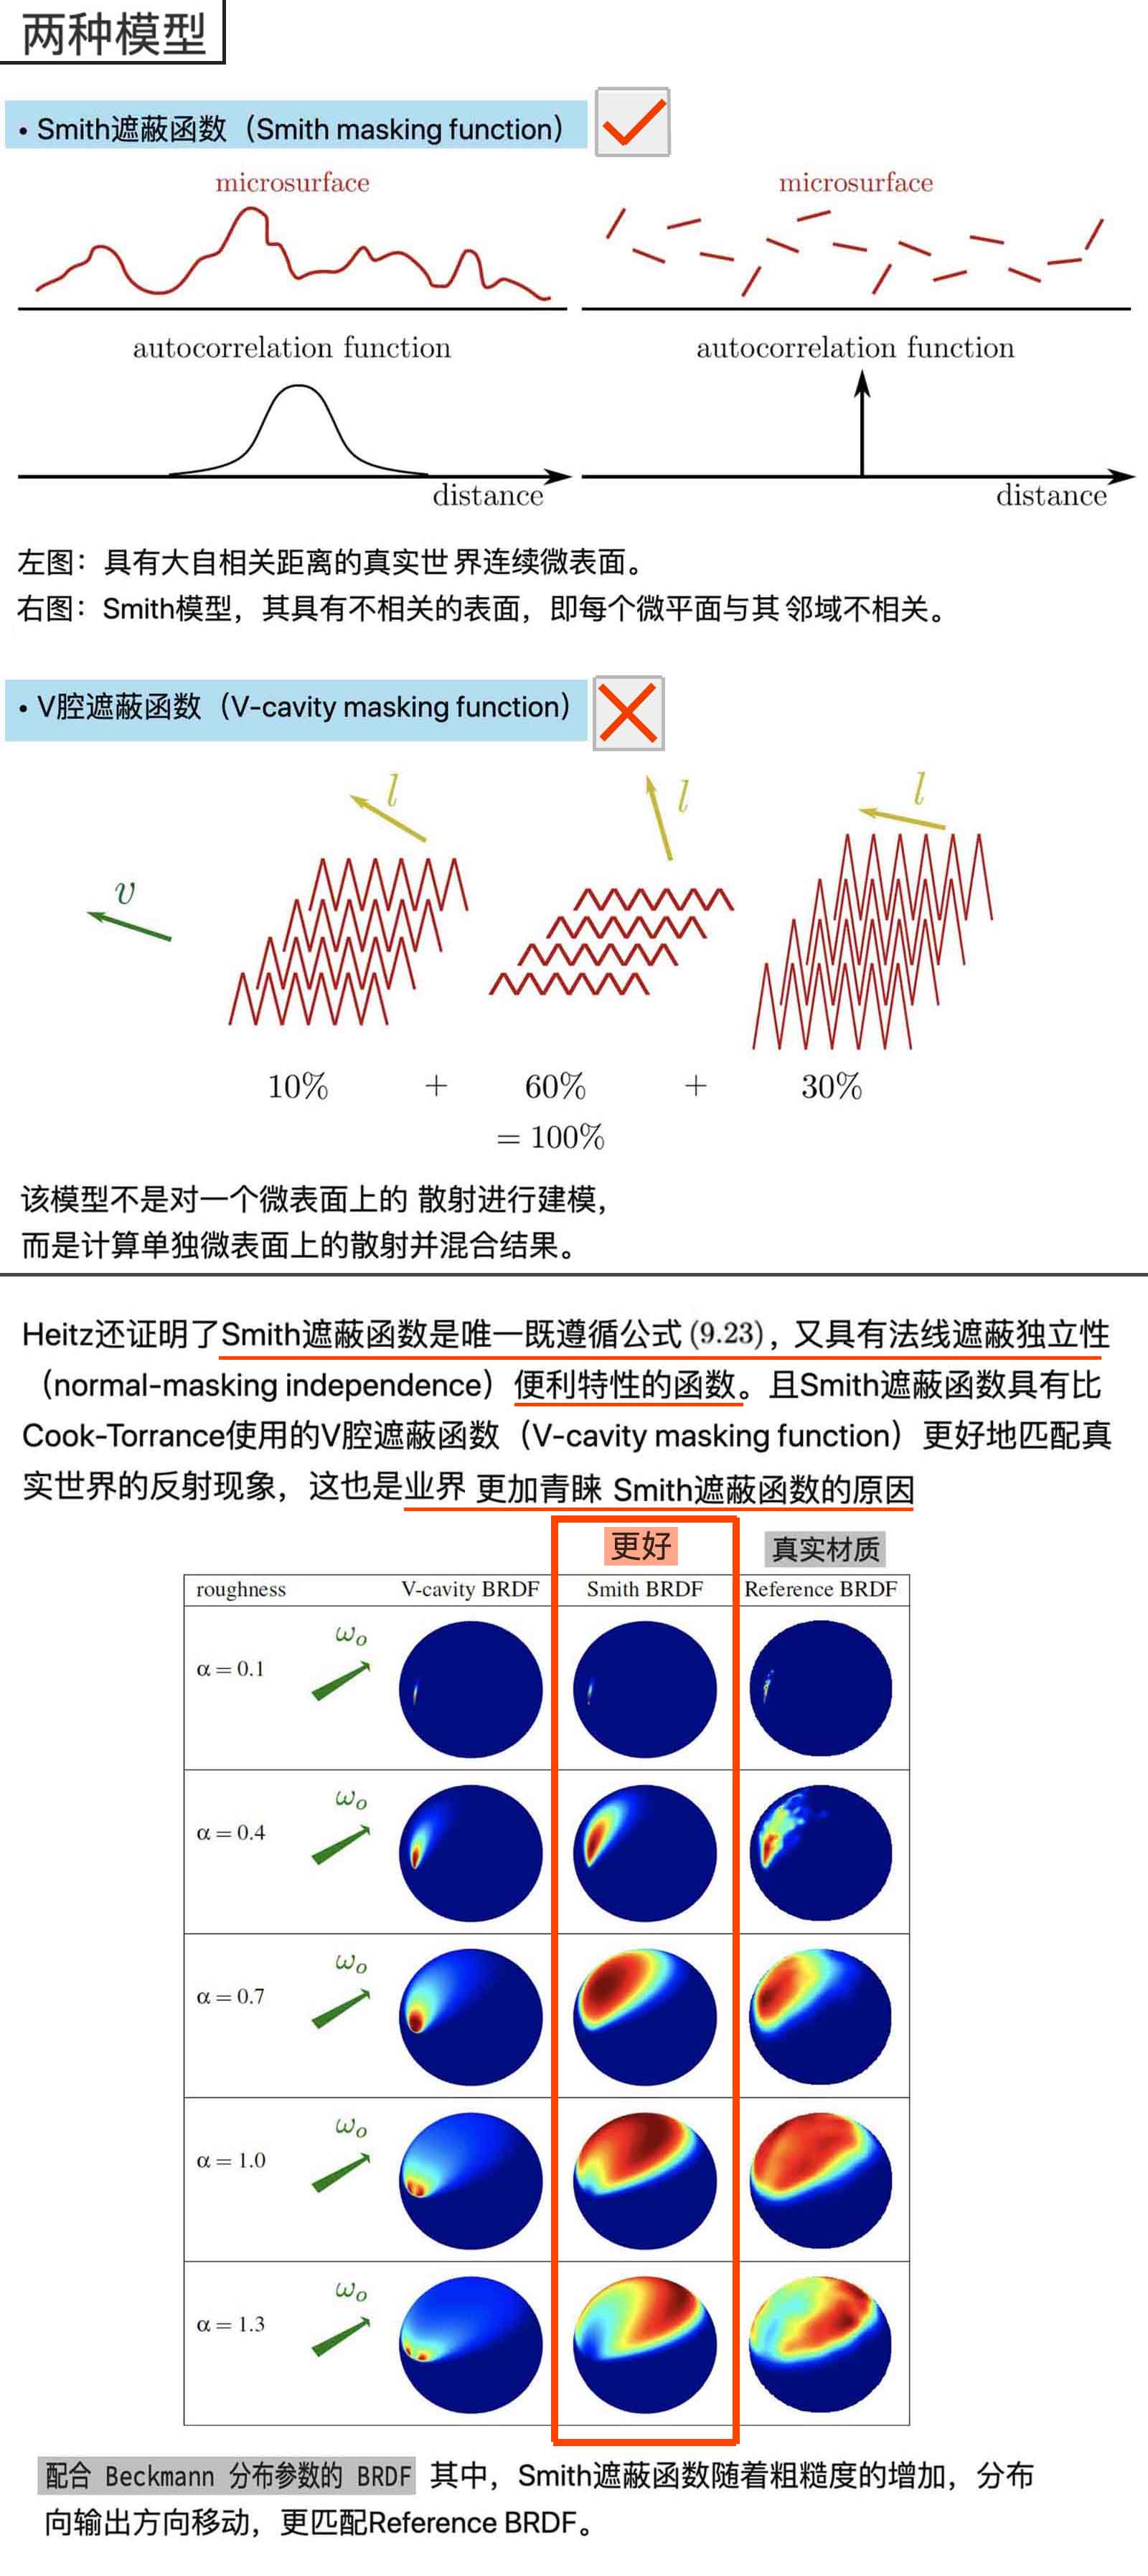 两种模型
• Smith遮蔽函数（Smith masking function）
microsurface
microsurface
autocorrelation function
autocorrelation function
distance
distance
左图：具有大自相关距离的真实世 界连续微表面。
右图：Smith模型，其具有不相关的表面，即每个微平面与其 邻域不相关。
• V腔遮蔽函数（V-cavity masking function）
l
l
l
v
10% + 60% + 30%
= 100%
该模型不是对一个微表面上的 散射进行建模，
而是计算单独微表面上的散射并混合结果。
Heitz还证明了Smith遮蔽函数是唯一既遵循公式 (9.23)，又具有法线遮蔽独立性
（normal-masking independence）便利特性的函数。且Smith遮蔽函数具有比
Cook-Torrance使用的V腔遮蔽函数（V-cavity masking function）更好地匹配真
实世界的反射现象，这也是业界 更加青睐 Smith遮蔽函数的原因
更好
真实材质
roughness V-cavity BRDF Smith BRDF Reference BRDF
ωo
α = 0.1
ωo
α = 0.4
ωo
α = 0.7
ωo
α = 1.0
ωo
α = 1.3
配合 Beckmann 分布参数的 BRDF 其中，Smith遮蔽函数随着粗糙度的增加，分布
向输出方向移动，更匹配Reference BRDF。